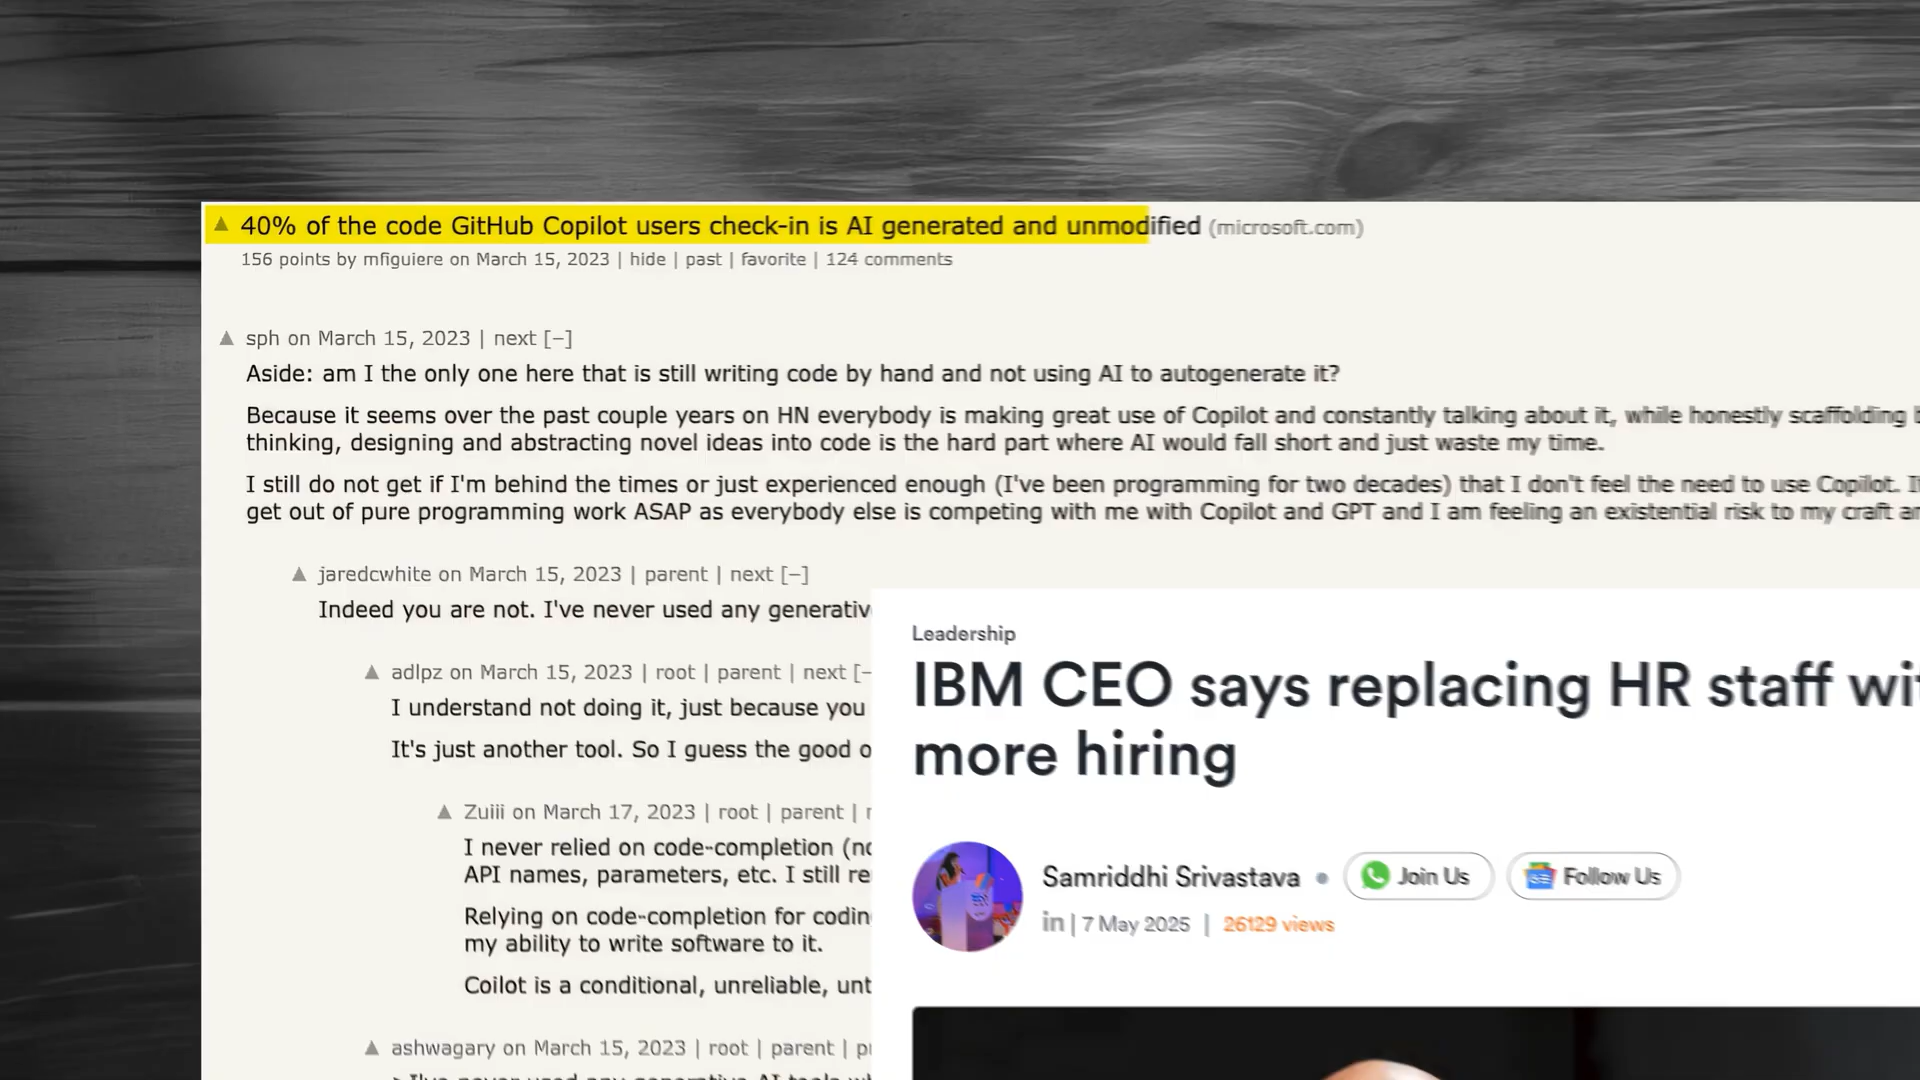 ▲ 40% of the code GitHub Copilot users check-in is AI generated and unmodified (microsoft.com)
156 points by mfiguiere on March 15, 2023 | hide | past | favorite | 124 comments
▲ sph on March 15, 2023 | next [–]
Aside: am I the only one here that is still writing code by hand and not using AI to autogenerate it?
Because it seems over the past couple years on HN everybody is making great use of Copilot and constantly talking about it, while honestly scaffolding
thinking, designing and abstracting novel ideas into code is the hard part where AI would fall short and just waste my time.
I still do not get if I'm behind the times or just experienced enough (I've been programming for two decades) that I don't feel the need to use Copilot.
get out of pure programming work ASAP as everybody else is competing with me with Copilot and GPT and I am feeling an existential risk to my craft
▲ jaredcwhite on March 15, 2023 | parent | next [–]
Indeed you are not. I've never used any generativ
▲ adlpz on March 15, 2023 | root | parent | next [–
I understand not doing it, just because you
It's just another tool. So I guess the good
▲ Zuiii on March 17, 2023 | root | parent |
I never relied on code-completion
API names, parameters, etc. I still re
Relying on code-completion for codin
my ability to write software to it.
Coilot is a conditional, unreliable, unt
▲ ashwagary on March 15, 2023 | root | parent |
> I've never used any generative AI tools
Leadership
IBM CEO says replacing HR staff wi
more hiring
Samriddhi Srivastava • Join Us Follow Us
in | 7 May 2025 | 26129 views